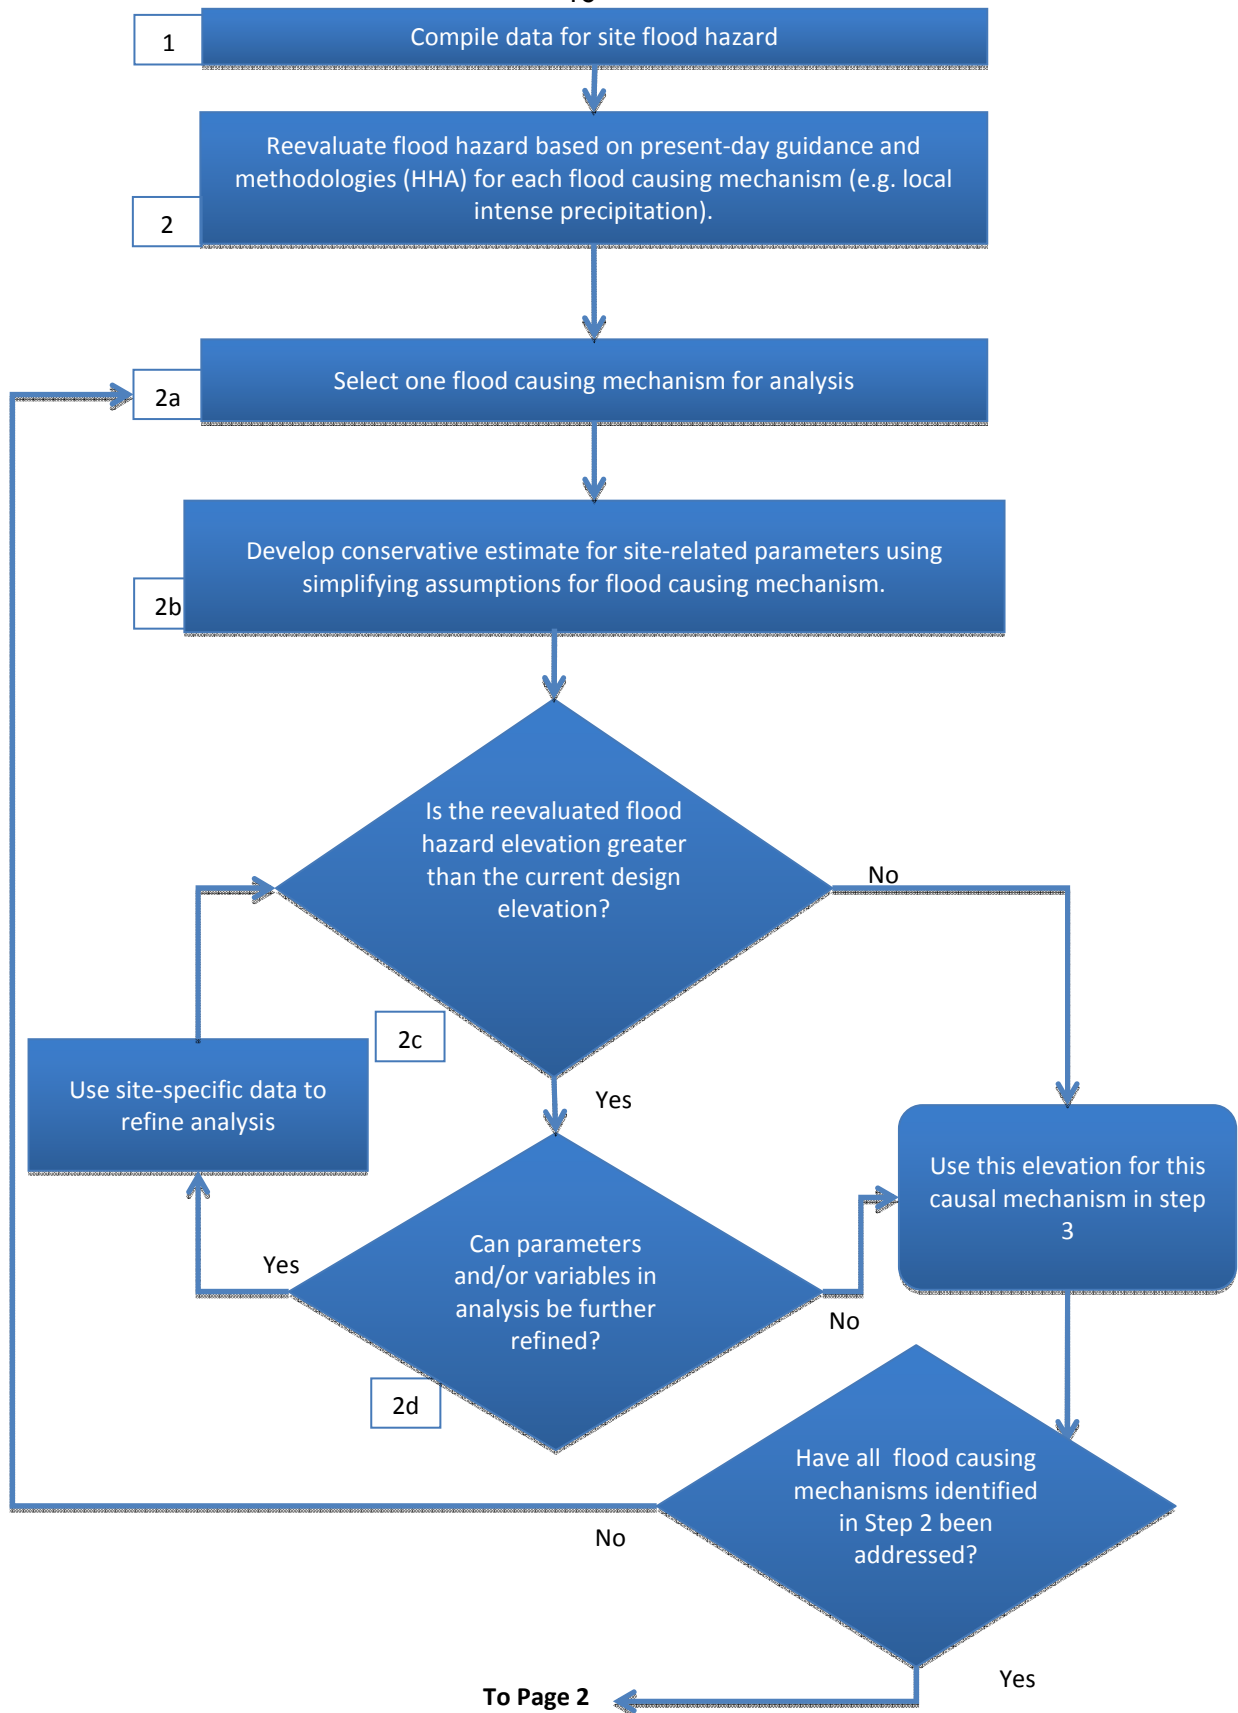 1
Compile data for site flood hazard
Reevaluate flood hazard based on present-day guidance and
methodologies (HHA) for each flood causing mechanism (e.g. local
intense precipitation).
2
Select one flood causing mechanism for analysis
2a
Develop conservative estimate for site-related parameters using
simplifying assumptions for flood causing mechanism.
2b
Is the reevaluated flood
hazard elevation greater
than the current design
elevation?
No
2c
Use site-specific data to
refine analysis
Yes
Use this elevation for this
causal mechanism in step
3
Can parameters
and/or variables in
analysis be further
refined?
Yes
No
2d
Have all flood causing
mechanisms identified
in Step 2 been
addressed?
No
Yes
To Page 2